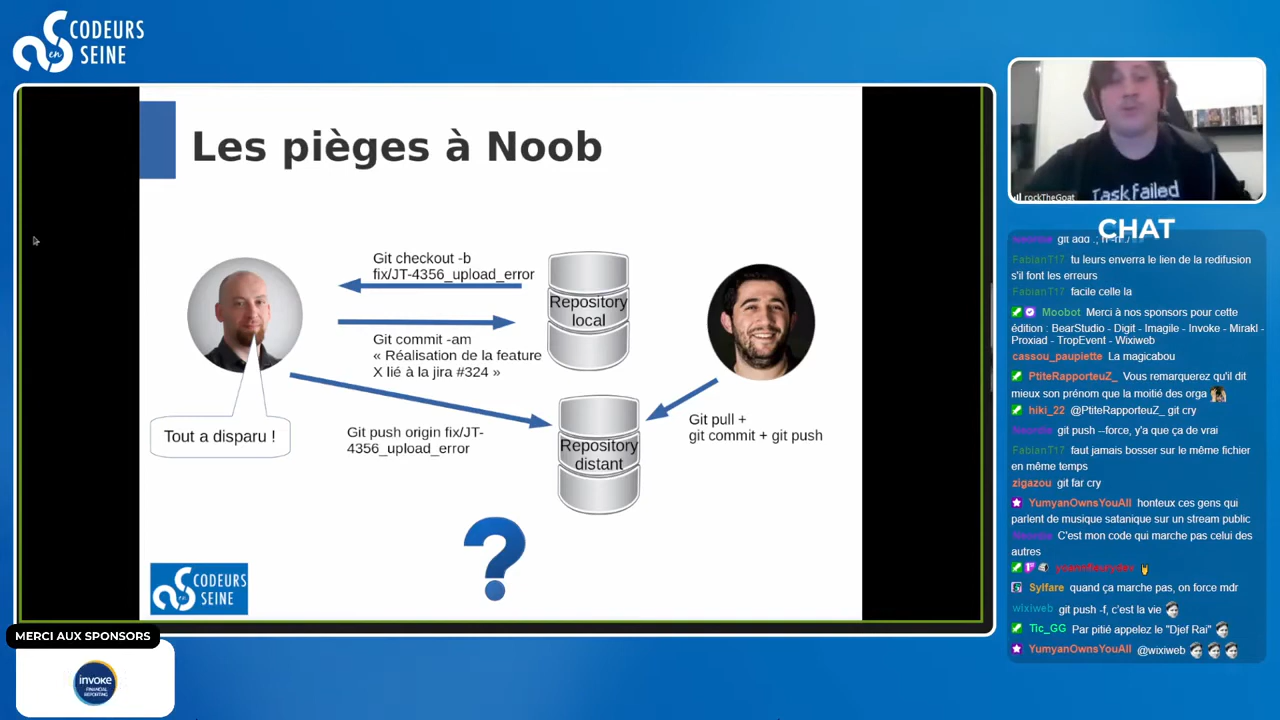 CODEURS
en
SEINE
Les pièges à Noob
Git checkout -b
fix/JT-4356_upload_error
Repository
local
Git commit -am
« Réalisation de la feature
X lié à la jira #324 »
Tout a disparu !
Git push origin fix/JT-
4356_upload_error
Repository
distant
Git pull +
git commit + git push
?
CODEURS
en
SEINE
MERCI AUX SPONSORS
invoke
FINANCIAL
REPORTING
Task failed
rockTheGoat
CHAT
FabianT17 tu leurs enverra le lien de la redifusion
s'il font les erreurs
FabianT17 facile celle la
Moobot Merci à nos sponsors pour cette
édition : BearStudio - Digit - Imagile - Invoke - Mirakl -
Proxiad - TropEvent - Wixiweb
cassou_paupiette La magicabou
PtiteRapporteuZ_ Vous remarquerez qu'il dit
mieux son prénom que la moitié des orga
hiki_22 @PtiteRapporteuZ_ git cry
git push --force, y'a que ça de vrai
FabianT17 faut jamais bosser sur le même fichier
en même temps
zigazou git far cry
YumyanOwnsYouAll honteux ces gens qui
parlent de musique satanique sur un stream public
C'est mon code qui marche pas celui des
autres
Sylfare quand ça marche pas, on force mdr
wixiweb git push -f, c'est la vie
Tic_GG Par pitié appelez le "Djef Rai"
YumyanOwnsYouAll @wixiweb